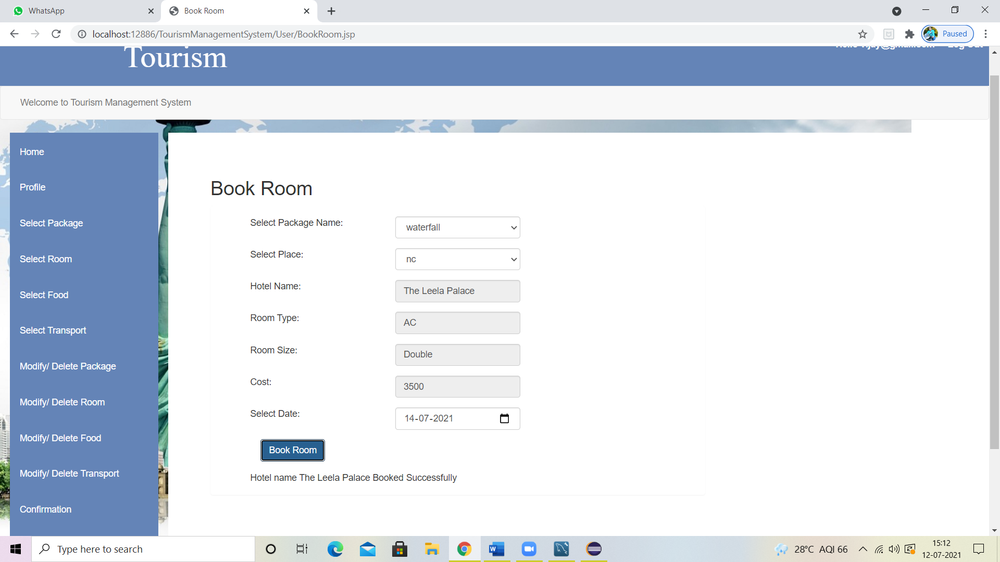 WhatsApp
Book Room
localhost:12886/TourismManagementSystem/User/BookRoom.jsp
Paused
Tourism
Welcome to Tourism Management System
Home
Profile
Select Package
Select Room
Select Food
Select Transport
Modify/ Delete Package
Modify/ Delete Room
Modify/ Delete Food
Modify/ Delete Transport
Confirmation
Book Room
Select Package Name: waterfall
Select Place: nc
Hotel Name: The Leela Palace
Room Type: AC
Room Size: Double
Cost: 3500
Select Date: 14-07-2021
Book Room
Hotel name The Leela Palace Booked Successfully
Type here to search
28°C AQI 66
15:12
12-07-2021